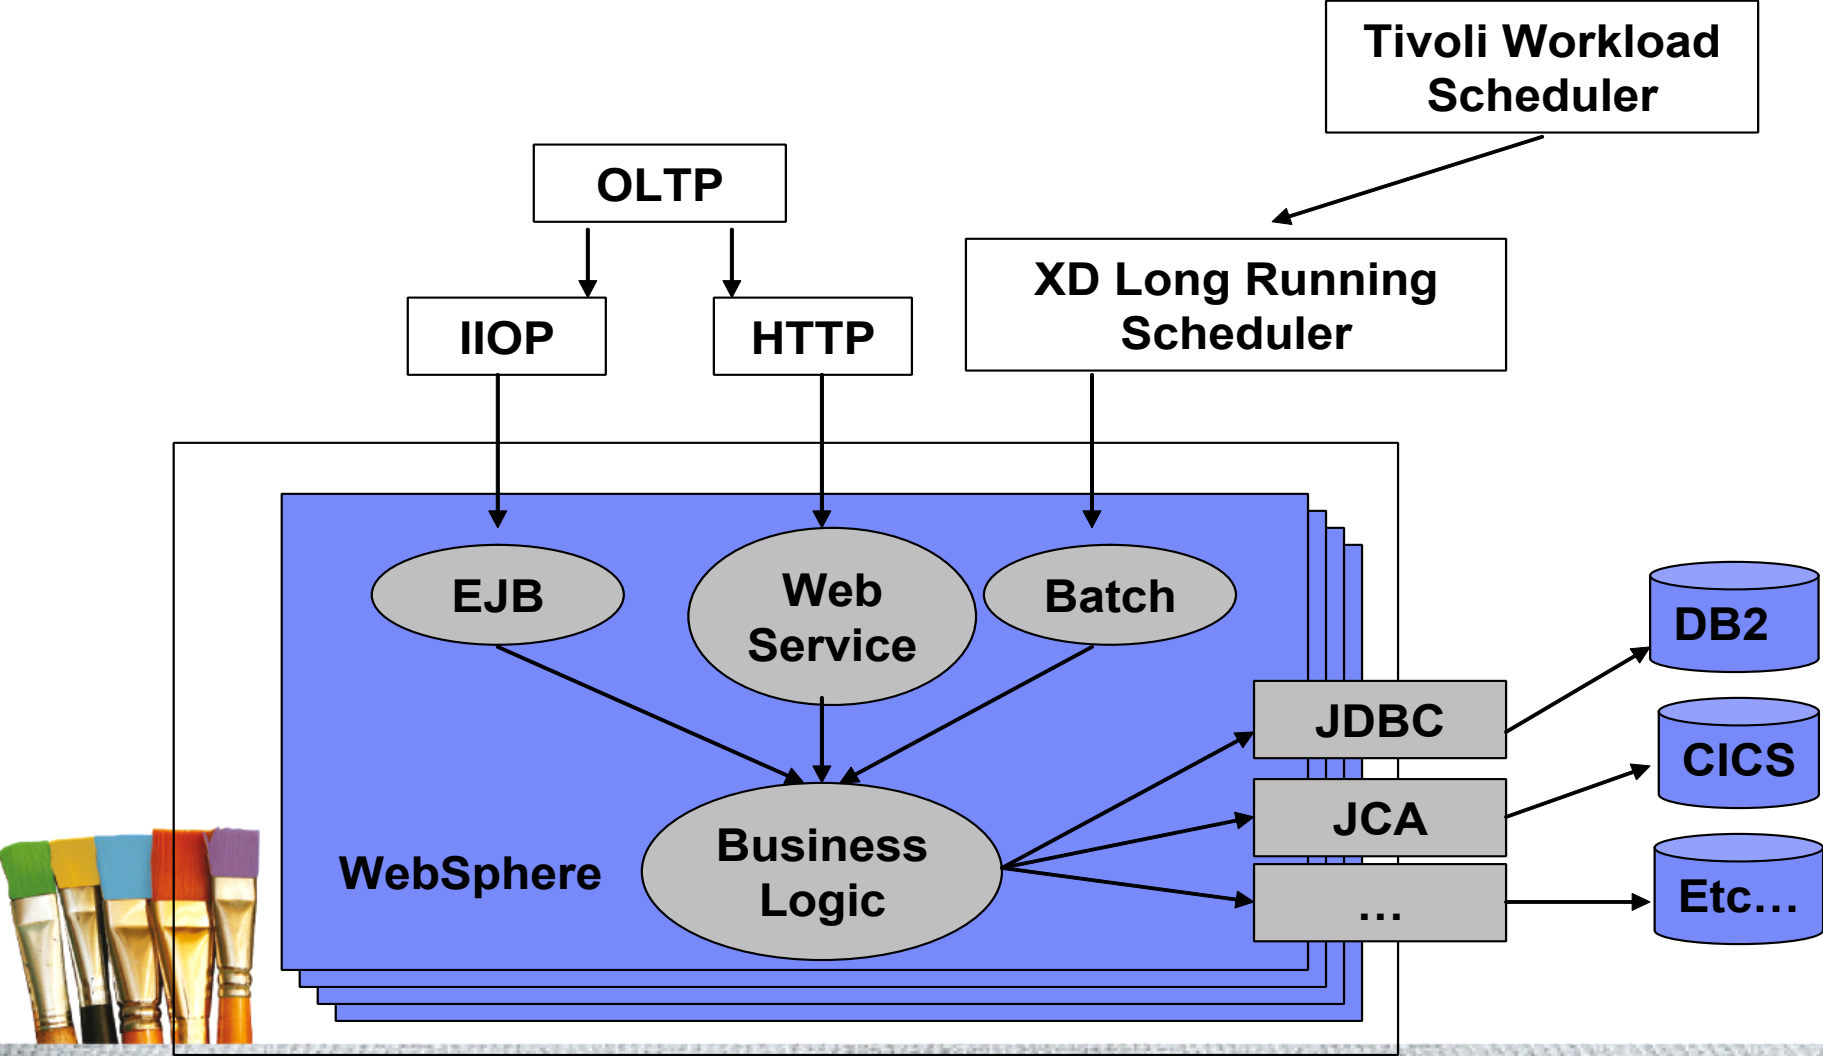 Tivoli Workload
Scheduler
OLTP
XD Long Running
Scheduler
IIOP
HTTP
EJB
Web
Service
Batch
DB2
JDBC
CICS
JCA
Business
Logic
WebSphere
...
Etc...